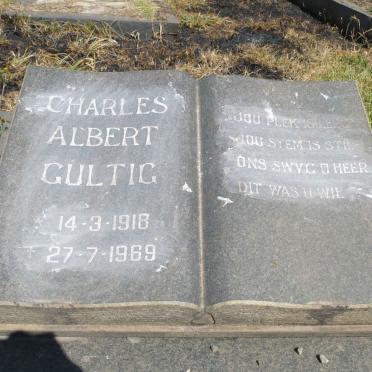 CHARLES
ALBERT
GULTIG
14-3-1918
27-7-1969
JOU PLEK IS
JOU STEM IS STIL
ONS SWYG O HEER
DIT WAS U WIL